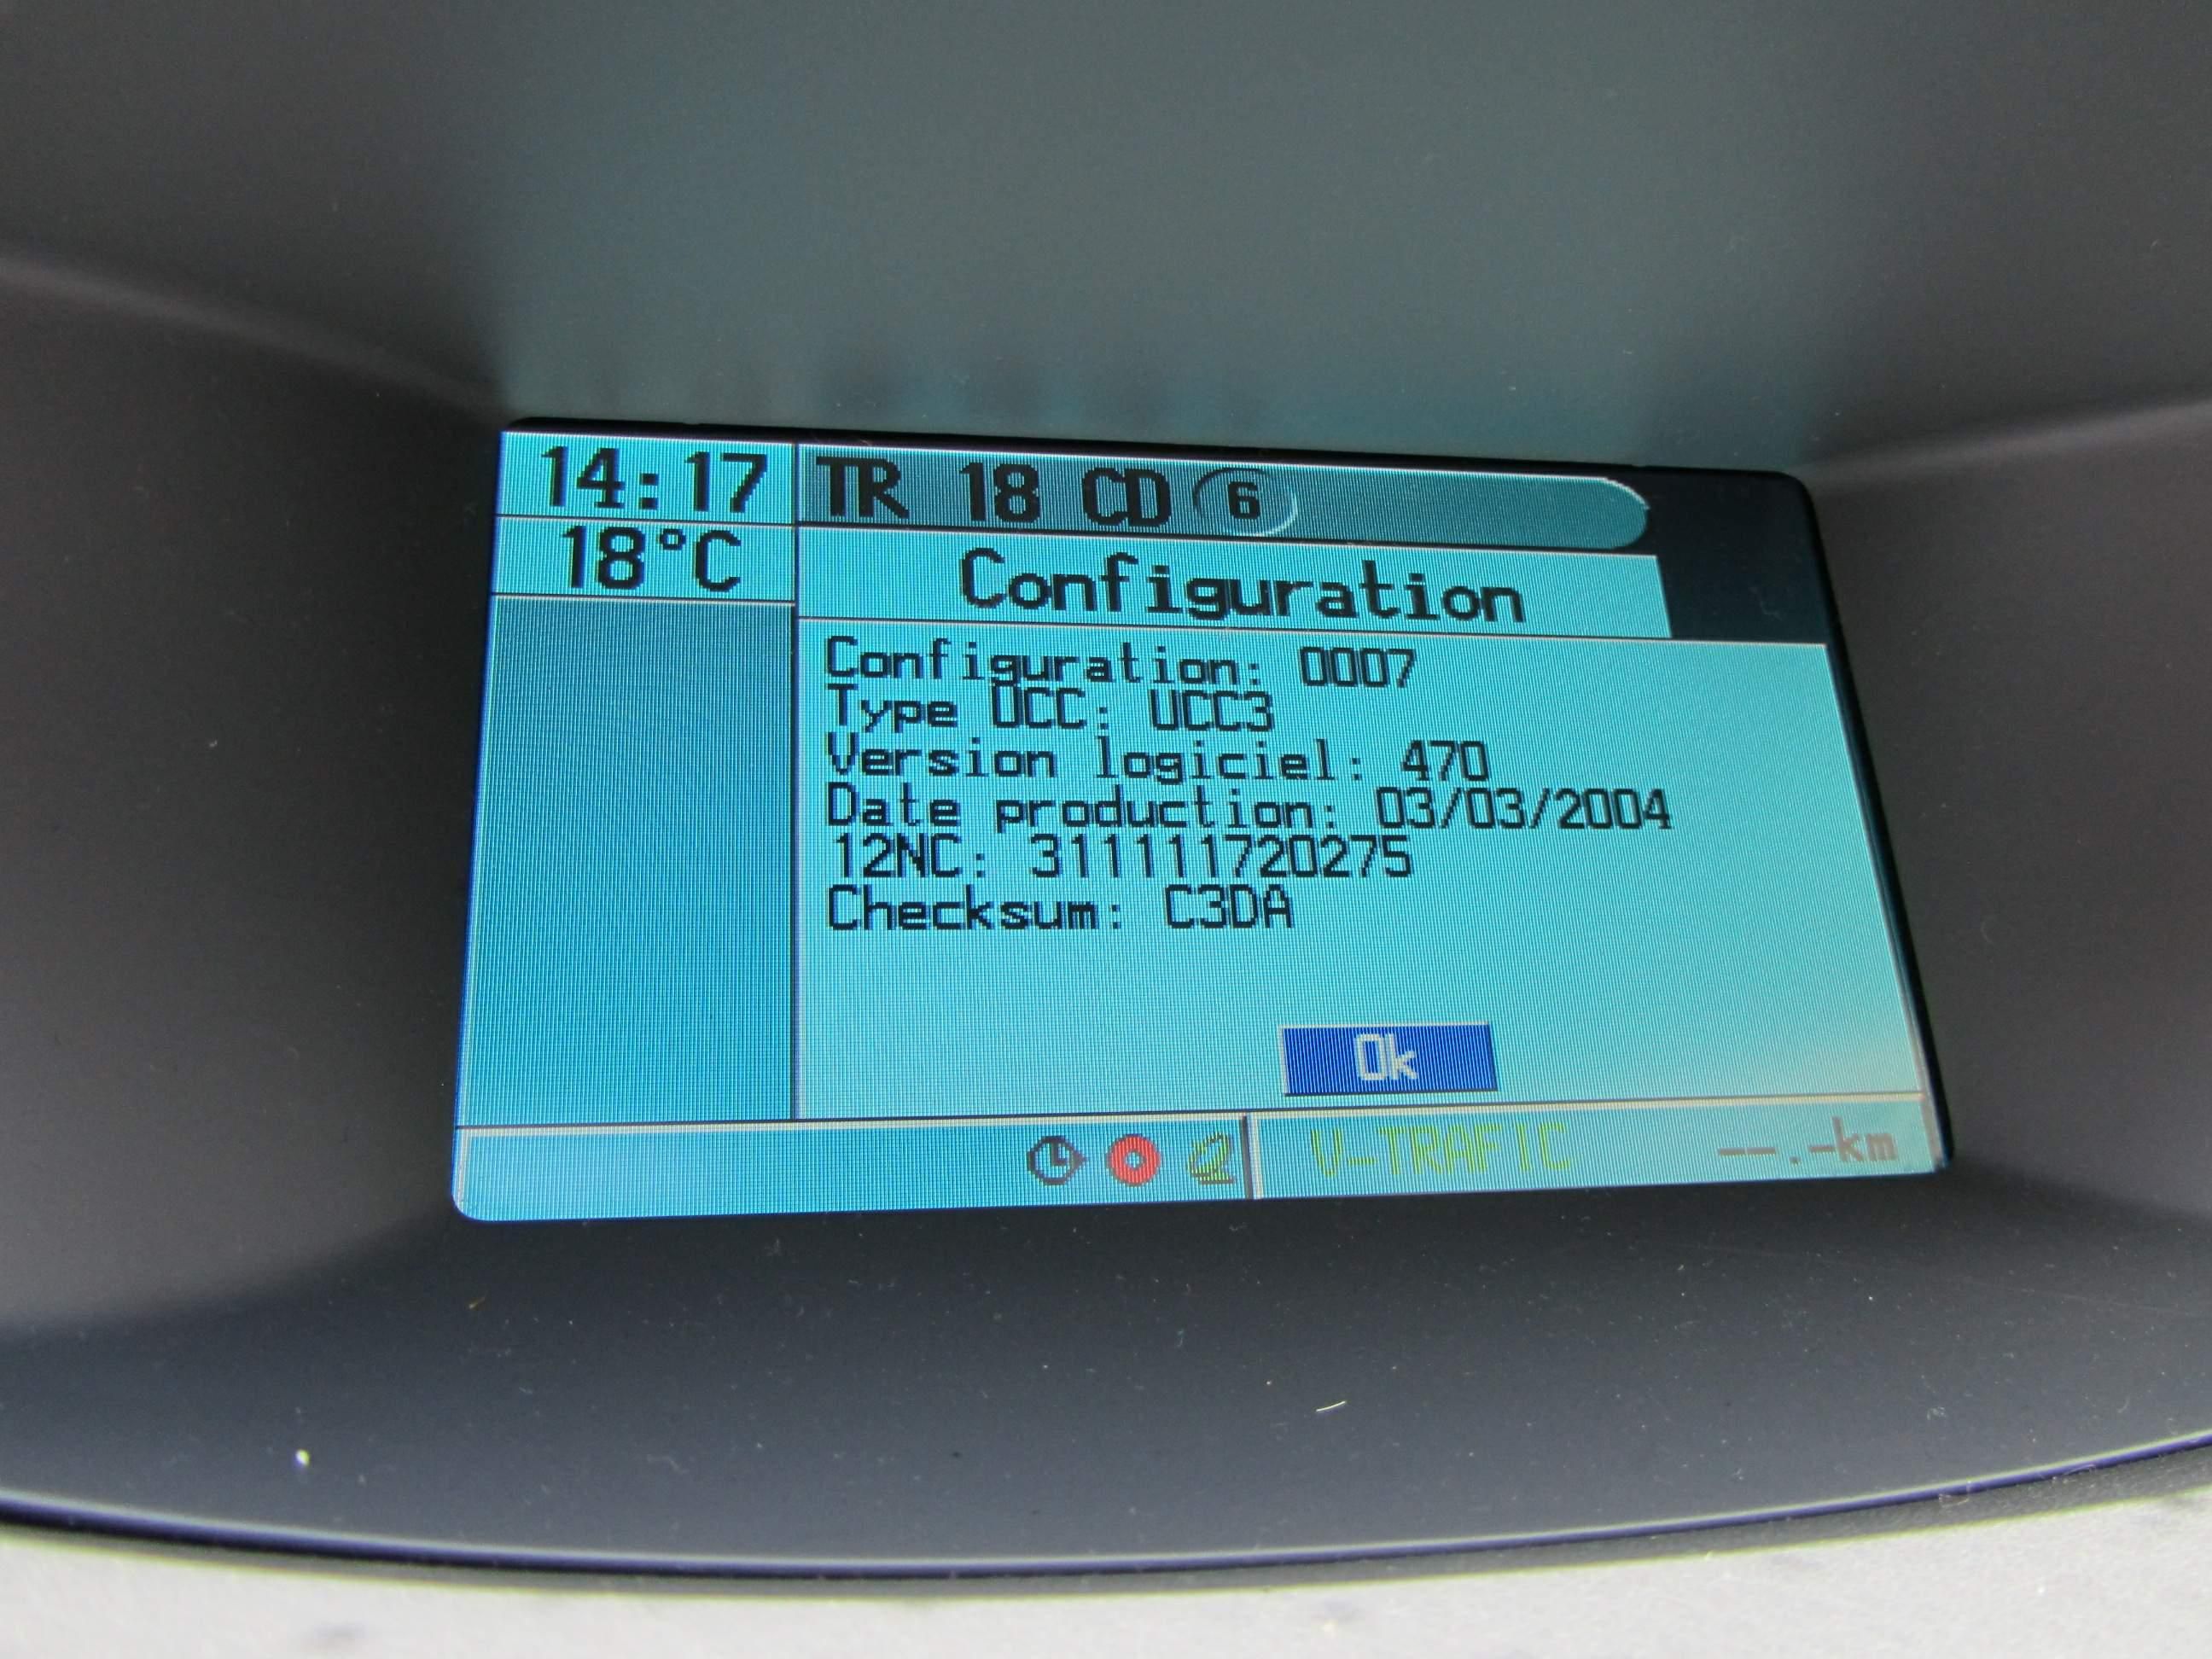 14:17
TR 18 CD 6
18°C
Configuration
Configuration: 0007
Type UCC: UCC3
Version logiciel: 470
Date production: 03/03/2004
12NC: 311111720275
Checksum: C3DA
Ok
V-TRAFIC --.-km